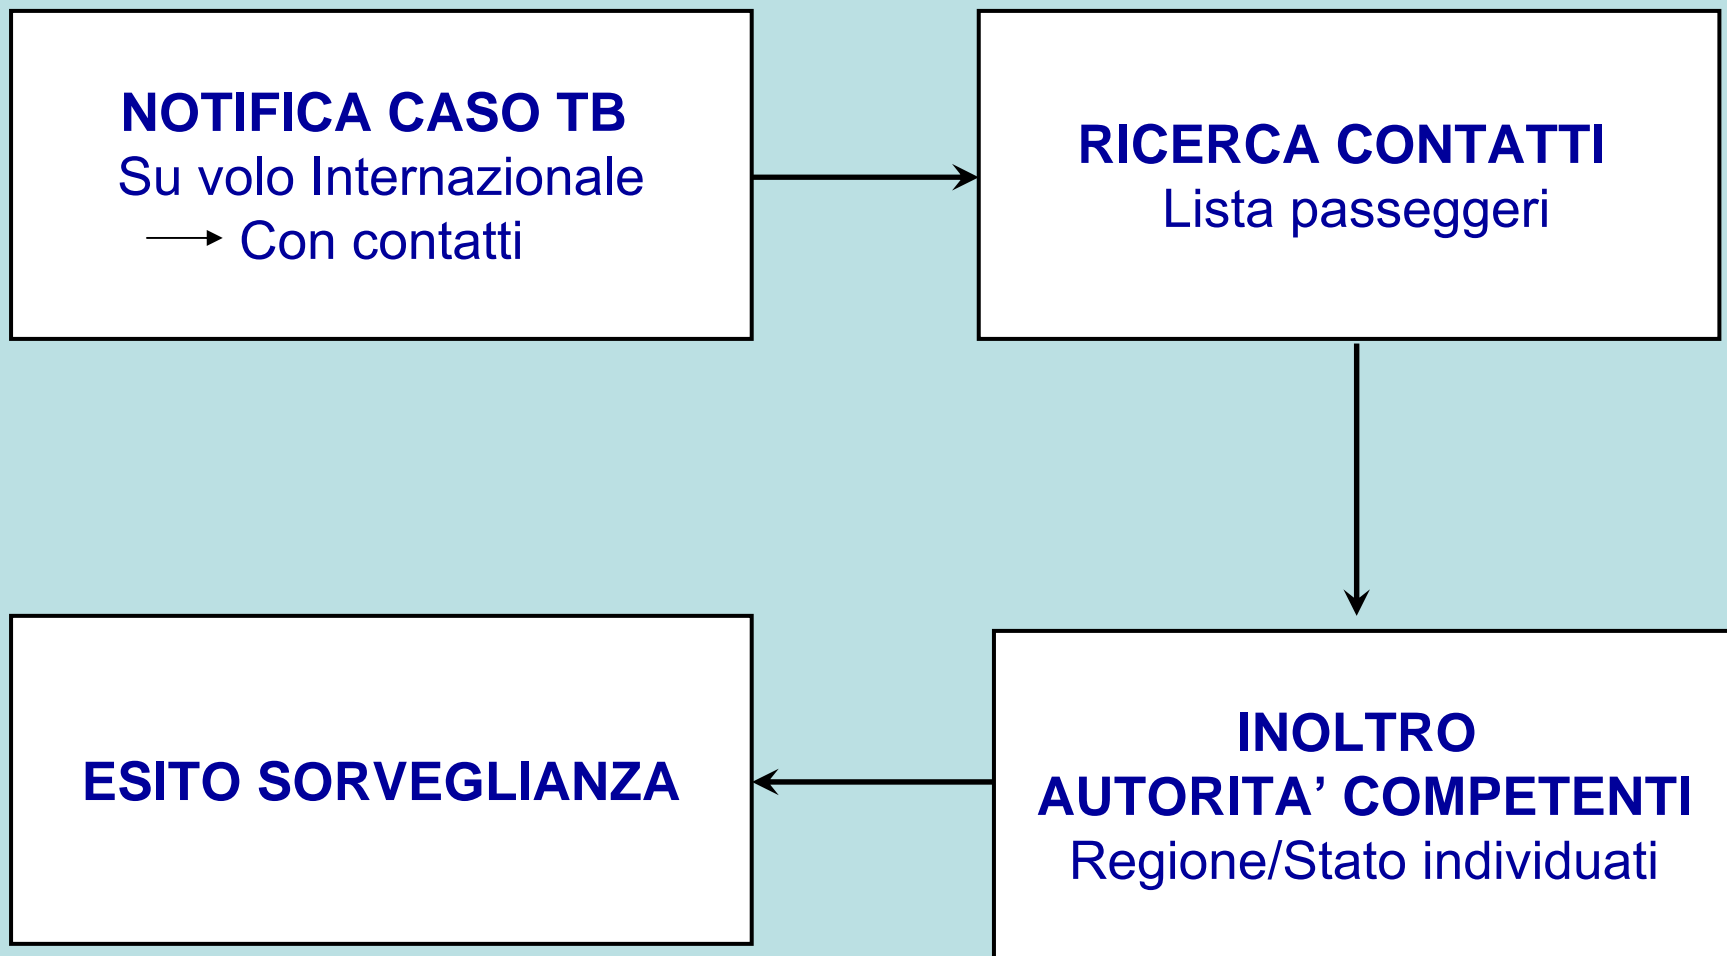 NOTIFICA CASO TB
Su volo Internazionale
Con contatti
RICERCA CONTATTI
Lista passeggeri
INOLTRO
AUTORITA’ COMPETENTI
Regione/Stato individuati
ESITO SORVEGLIANZA